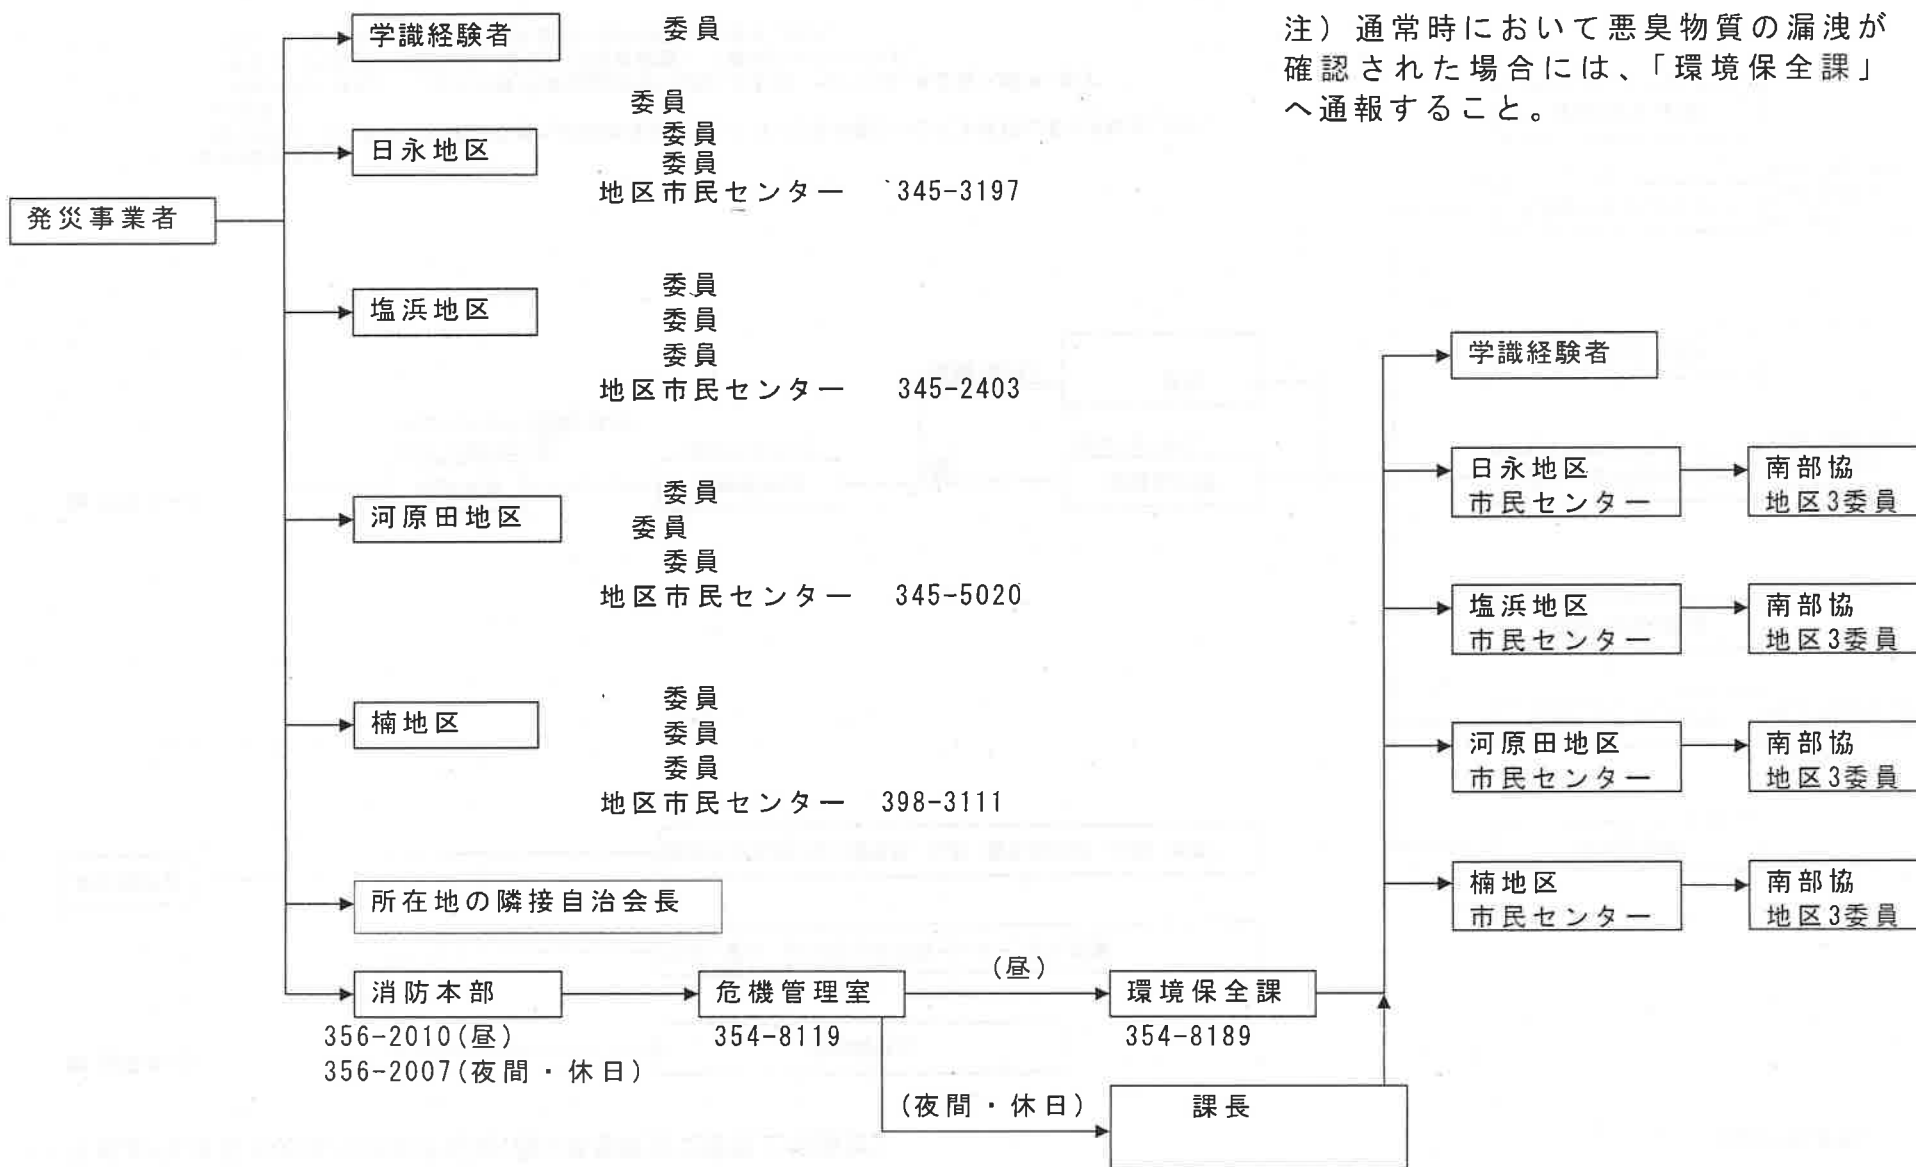 学識経験者 委員
注）通常時において悪臭物質の漏洩が
確認された場合には、「環境保全課」
へ通報すること。
委員
日永地区 委員
委員
地区市民センター 345-3197
発災事業者
塩浜地区 委員
委員
委員
地区市民センター 345-2403
河原田地区 委員
委員
委員
地区市民センター 345-5020
楠地区 委員
委員
委員
地区市民センター 398-3111
所在地の隣接自治会長
消防本部
356-2010(昼)
356-2007(夜間・休日)
危機管理室
354-8119
(昼)
環境保全課
354-8189
(夜間・休日)
課長
学識経験者
日永地区
市民センター
南部協
地区3委員
塩浜地区
市民センター
南部協
地区3委員
河原田地区
市民センター
南部協
地区3委員
楠地区
市民センター
南部協
地区3委員